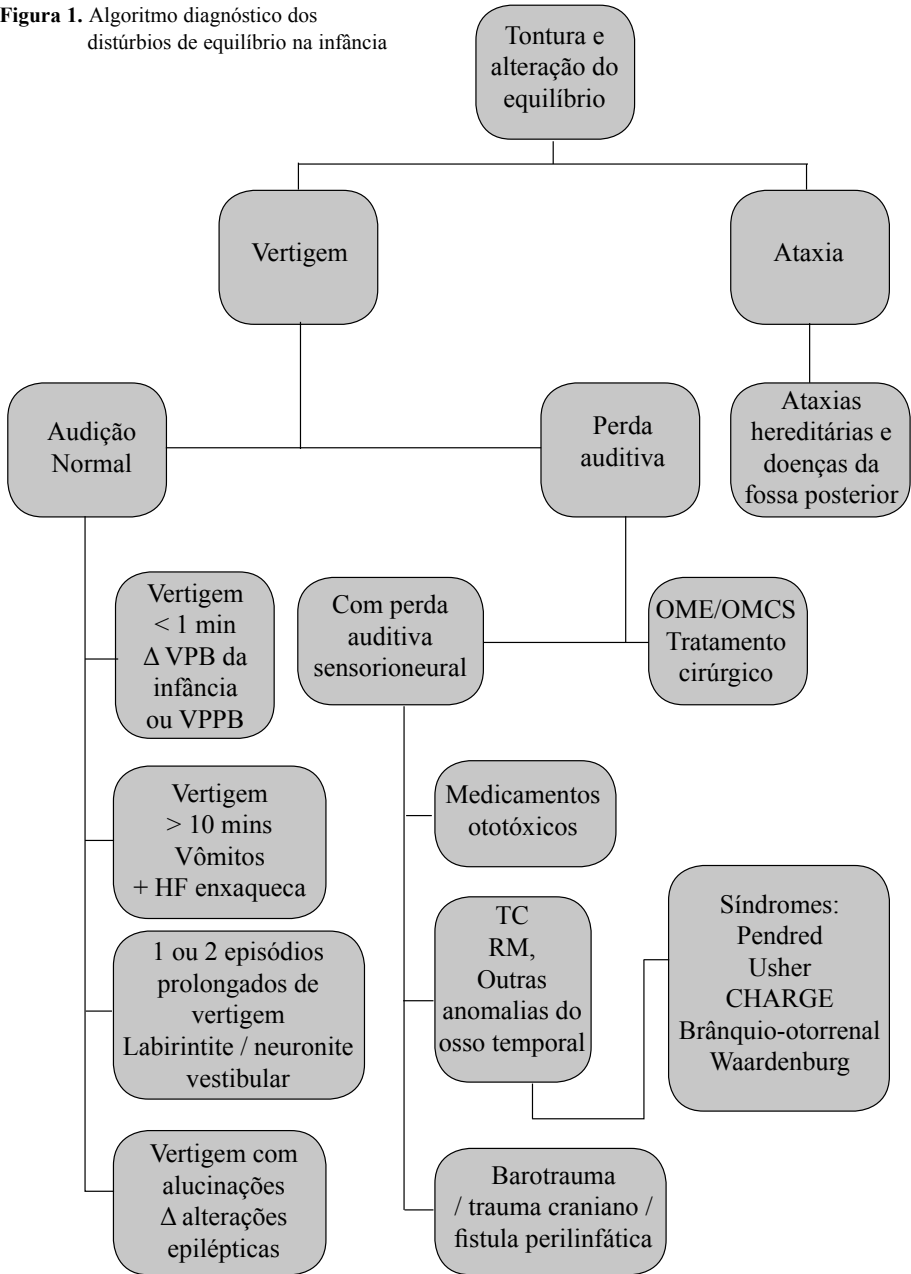 Figura 1. Algoritmo diagnóstico dos
distúrbios de equilíbrio na infância
Tontura e
alteração do
equilíbrio
Vertigem
Ataxia
Audição
Normal
Perda
auditiva
Ataxias
hereditárias e
doenças da
fossa posterior
Vertigem
< 1 min
Δ VPB da
infância
ou VPPB
Com perda
auditiva
sensorioneural
OME/OMCS
Tratamento
cirúrgico
Vertigem
> 10 mins
Vômitos
+ HF enxaqueca
Medicamentos
ototóxicos
1 ou 2 episódios
prolongados de
vertigem
Labirintite / neuronite
vestibular
TC
RM,
Outras
anomalias do
osso temporal
Síndromes:
Pendred
Usher
CHARGE
Brânquio-otorrenal
Waardenburg
Vertigem com
alucinações
Δ alterações
epilépticas
Barotrauma
/ trauma craniano /
fistula perilinfática